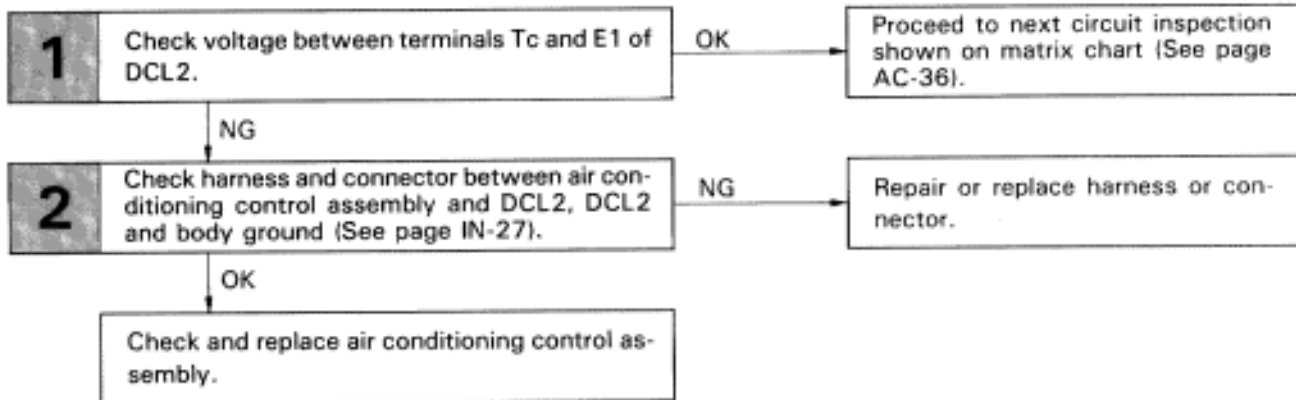 1
Check voltage between terminals Tc and E1 of
DCL2.
OK
Proceed to next circuit inspection
shown on matrix chart (See page
AC-36).
NG
2
Check harness and connector between air con-
ditioning control assembly and DCL2, DCL2
and body ground (See page IN-27).
NG
Repair or replace harness or con-
nector.
OK
Check and replace air conditioning control as-
sembly.